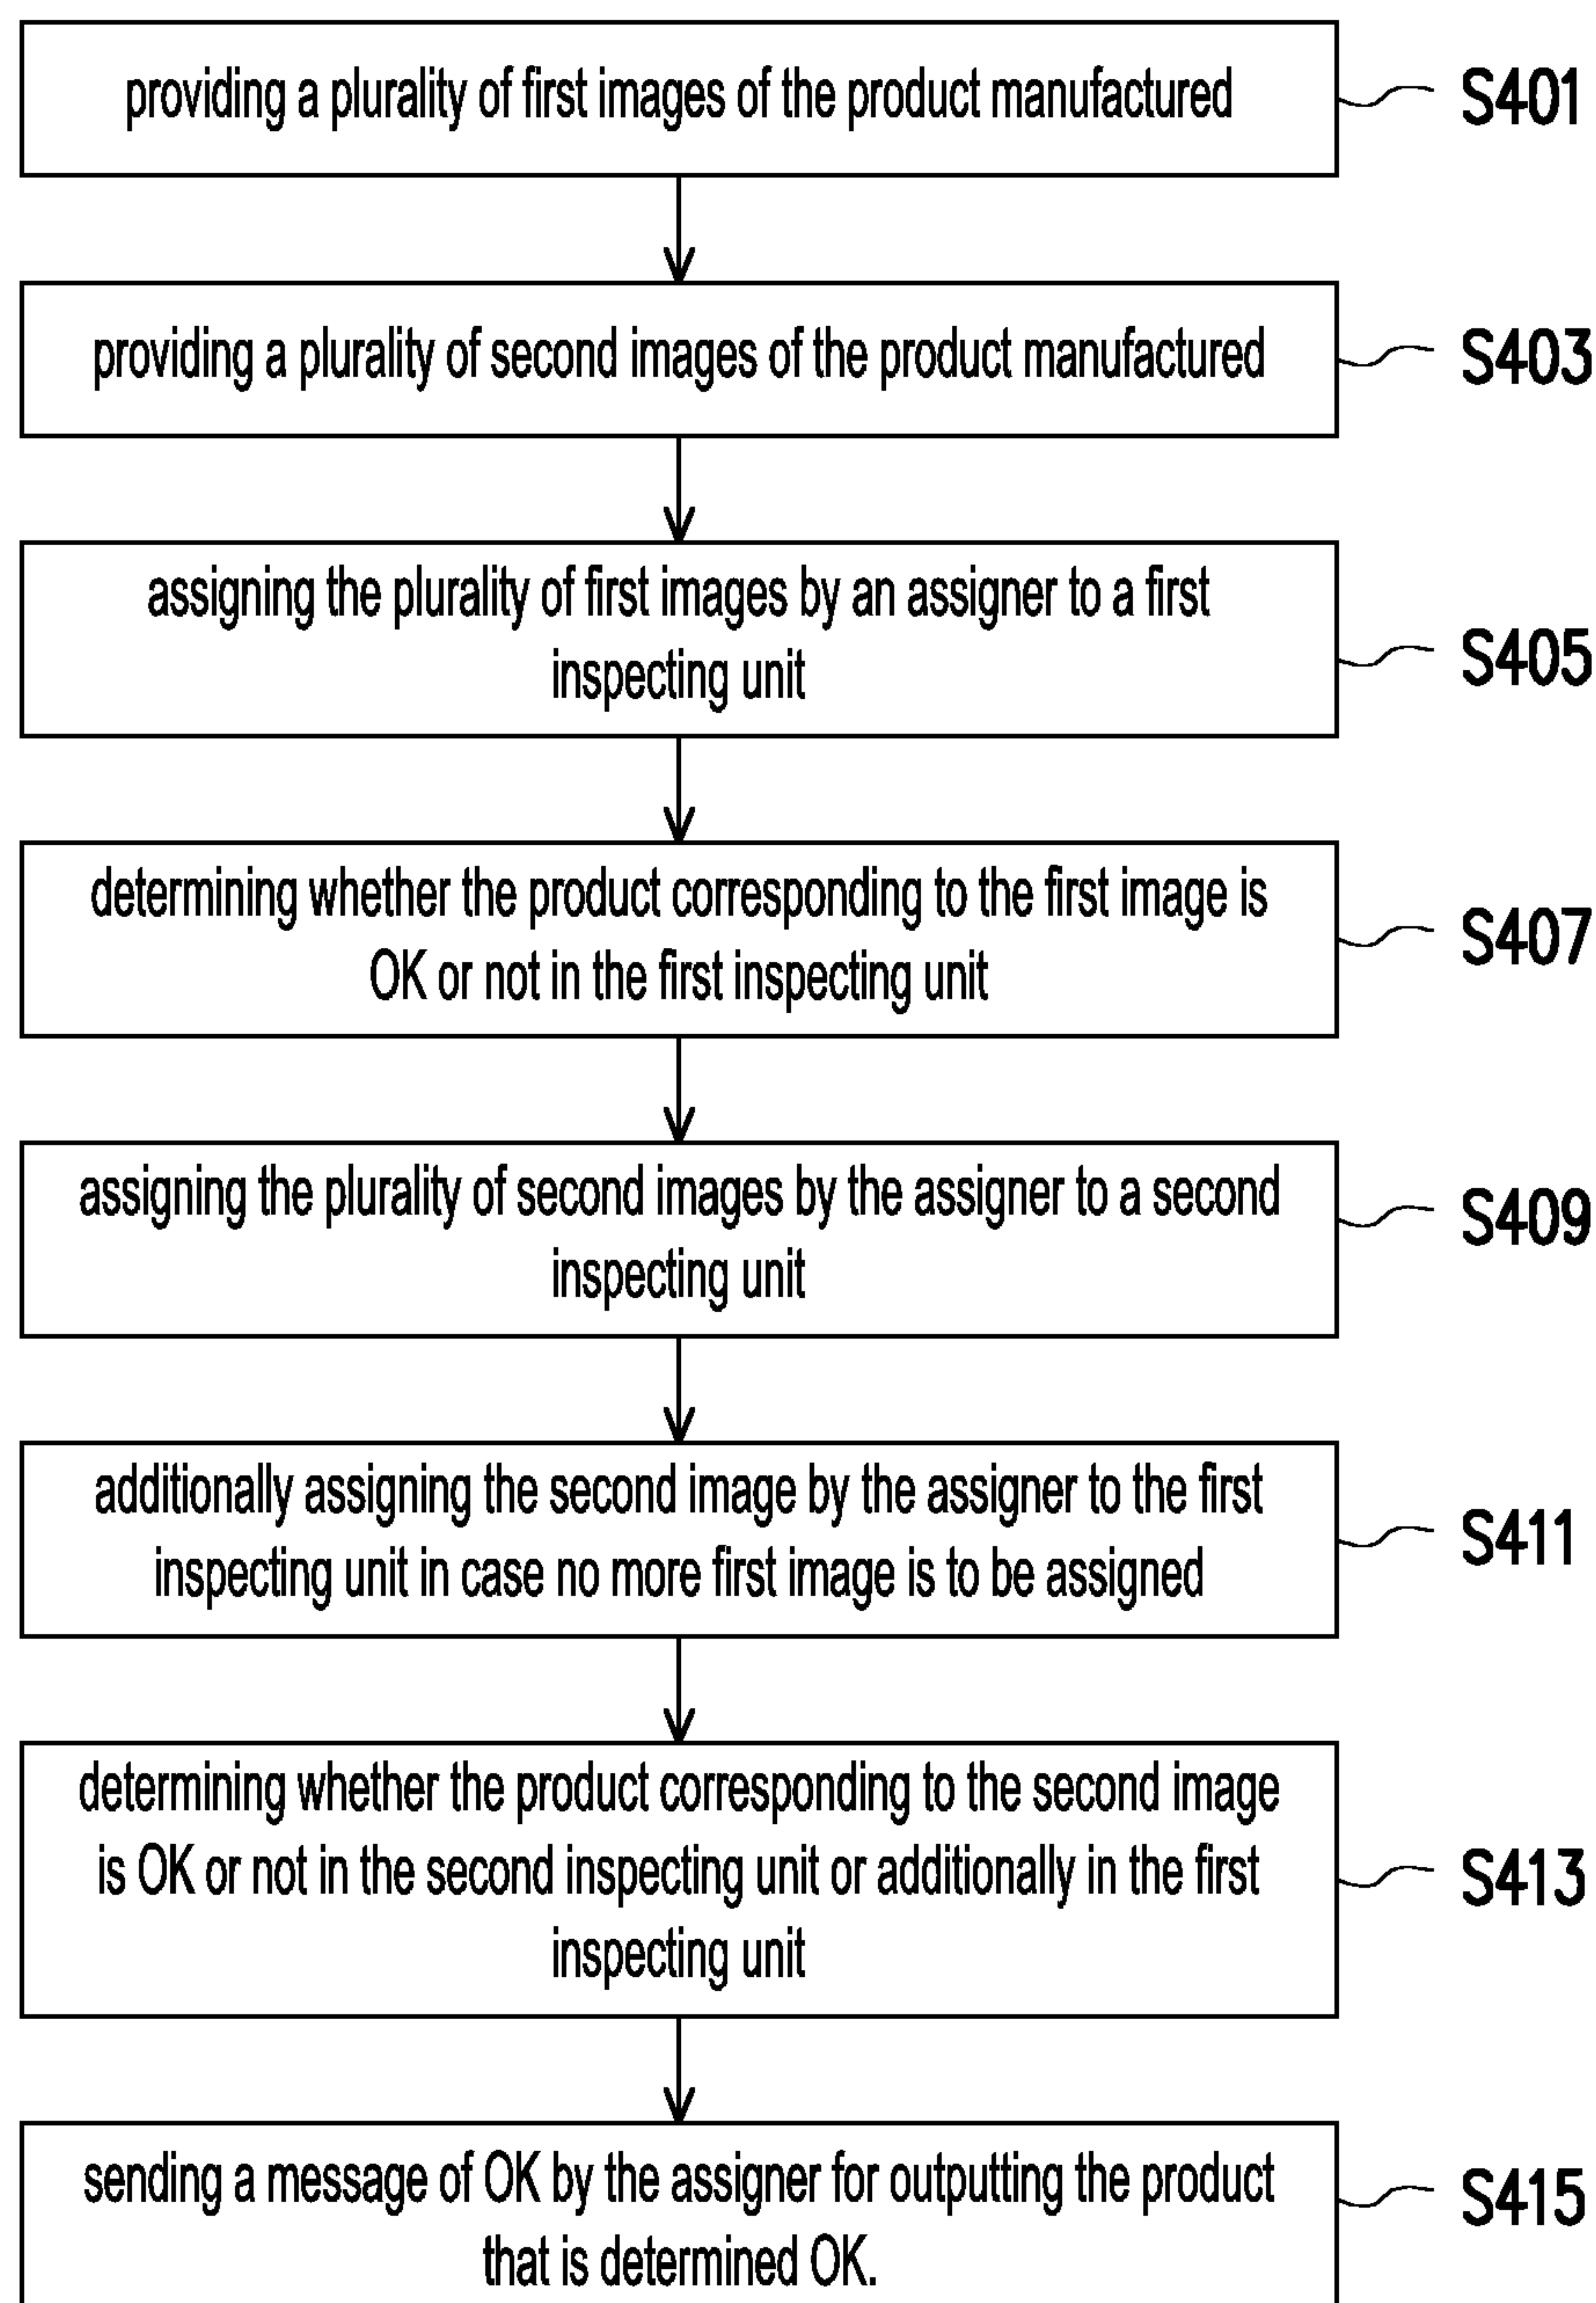 providing a plurality of first images of the product manufactured
S401
providing a plurality of second images of the product manufactured
S403
assigning the plurality of first images by an assigner to a first
inspecting unit
S405
determining whether the product corresponding to the first image is
OK or not in the first inspecting unit
S407
assigning the plurality of second images by the assigner to a second
inspecting unit
S409
additionally assigning the second image by the assigner to the first
inspecting unit in case no more first image is to be assigned
S411
determining whether the product corresponding to the second image
is OK or not in the second inspecting unit or additionally in the first
inspecting unit
S413
sending a message of OK by the assigner for outputting the product
that is determined OK.
S415